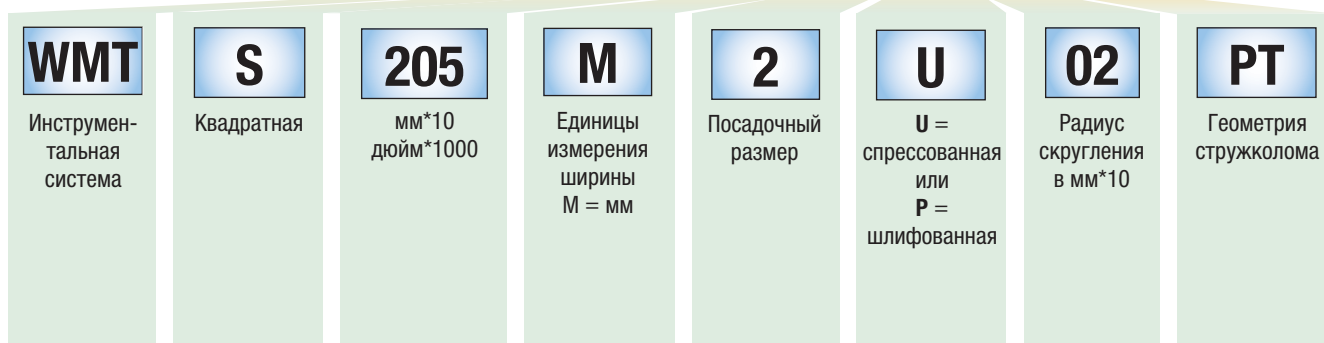 WMT
Инструмен-
тальная
система
S
Квадратная
205
мм*10
дюйм*1000
M
Единицы
измерения
ширины
М = мм
2
Посадочный
размер
U
U =
спрессованная
или
P =
шлифованная
02
Радиус
скругления
в мм*10
PT
Геометрия
стружколома